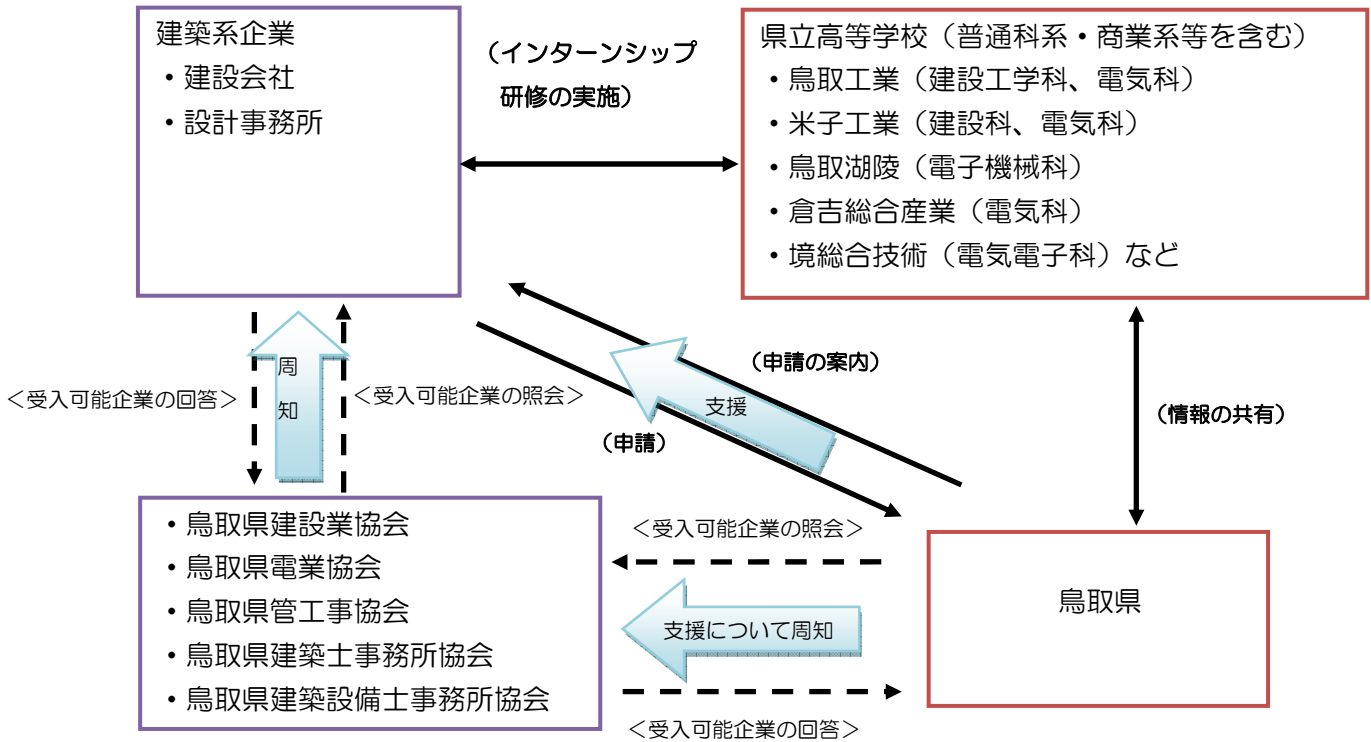 建築系企業
・建設会社
・設計事務所
（インターンシップ
研修の実施）
県立高等学校（普通科系・商業系等を含む）
・鳥取工業（建設工学科、電気科）
・米子工業（建設科、電気科）
・鳥取湖陵（電子機械科）
・倉吉総合産業（電気科）
・境総合技術（電気電子科）など
＜受入可能企業の回答＞
周
知
＜受入可能企業の照会＞
（申請の案内）
支援
（申請）
（情報の共有）
・鳥取県建設業協会
・鳥取県電業協会
・鳥取県管工事協会
・鳥取県建築士事務所協会
・鳥取県建築設備士事務所協会
＜受入可能企業の照会＞
支援について周知
＜受入可能企業の回答＞
鳥取県